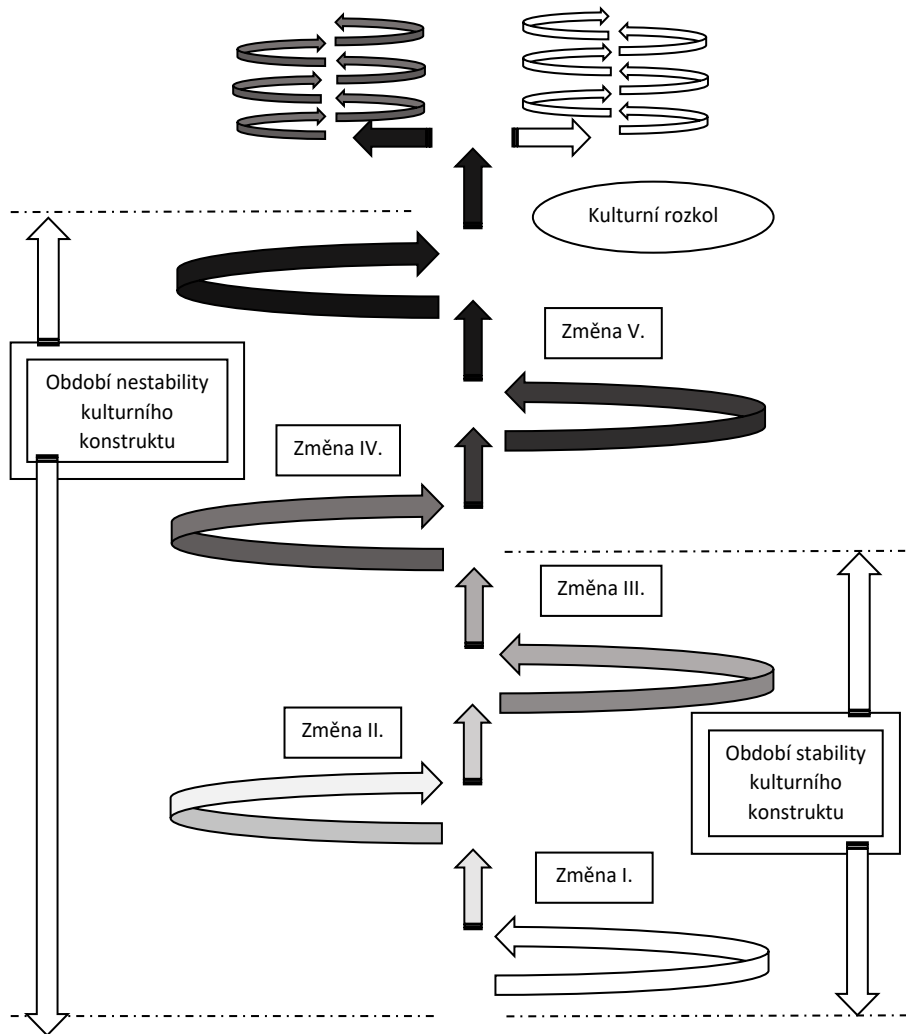 Kulturní rozkol
Změna V.
Období nestability
kulturního
konstruktu
Změna IV.
Změna III.
Změna II.
Období stability
kulturního
konstruktu
Změna I.